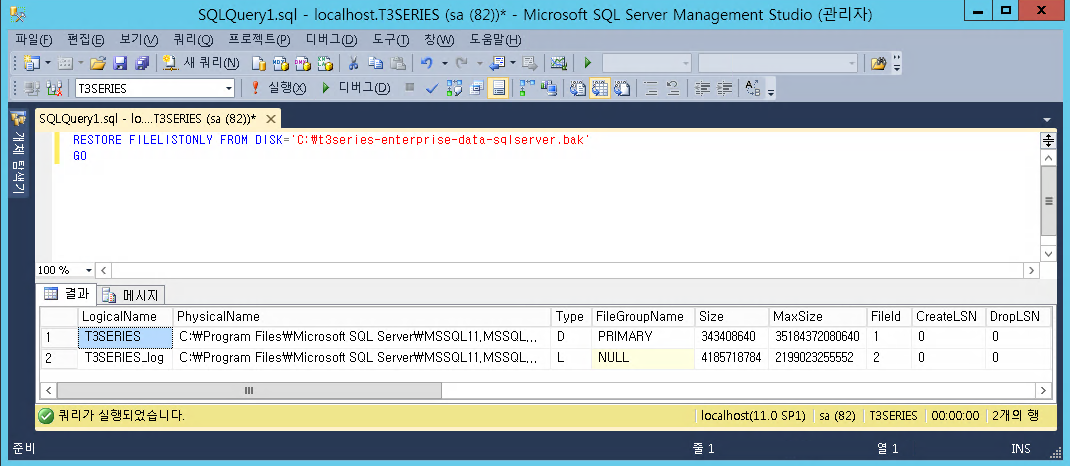 SQLQuery1.sql - localhost.T3SERIES (sa (82))* - Microsoft SQL Server Management Studio (관리자)
파일(F) 편집(E) 보기(V) 쿼리(Q) 프로젝트(P) 디버그(D) 도구(T) 창(W) 도움말(H)
새 쿼리(N)
T3SERIES 실행(X) 디버그(D)
SQLQuery1.sql - lo....T3SERIES (sa (82))*
개체 탐색기
RESTORE FILELISTONLY FROM DISK='C:₩t3series-enterprise-data-sqlserver.bak'
GO
100 %
결과 메시지
LogicalName PhysicalName Type FileGroupName Size MaxSize FileId CreateLSN DropLSN
1 T3SERIES C:₩Program Files₩Microsoft SQL Server₩MSSQL11,MSSQL,,, D PRIMARY 343408640 35184372080640 1 0 0
2 T3SERIES_log C:₩Program Files₩Microsoft SQL Server₩MSSQL11,MSSQL,,, L NULL 4185718784 2199023255552 2 0 0
쿼리가 실행되었습니다. localhost(11.0 SP1) sa (82) T3SERIES 00:00:00 2개의 행
준비 줄 1 열 1 INS